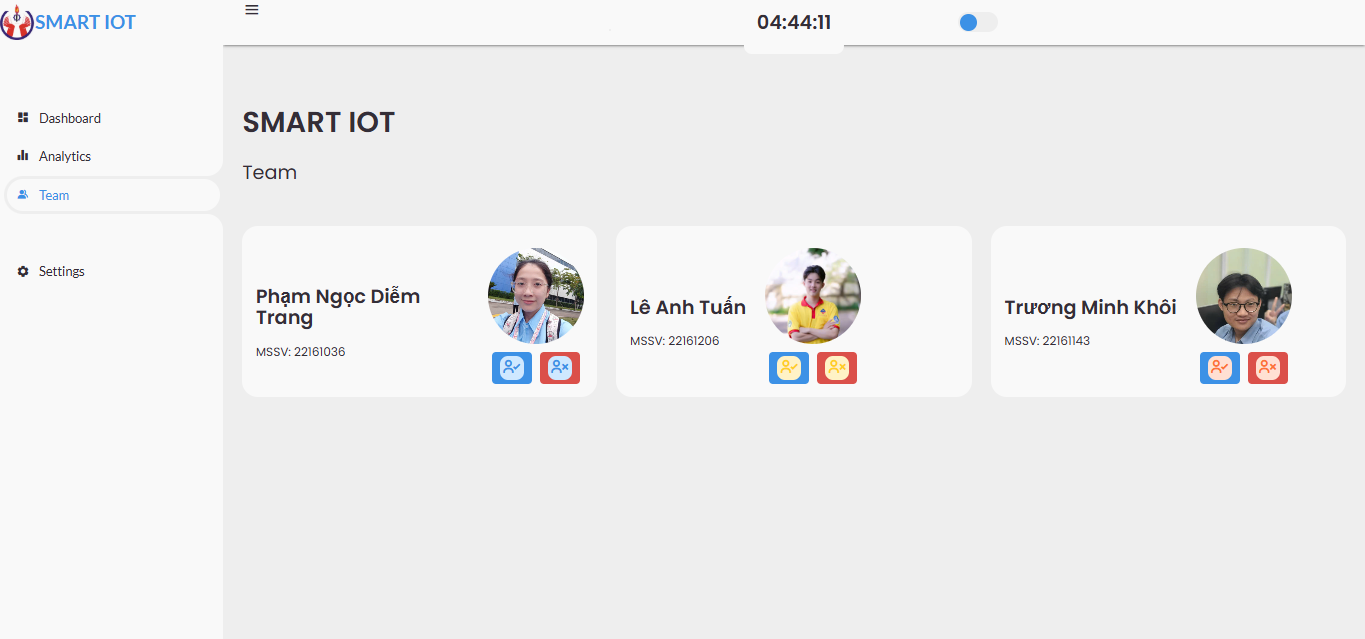 SMART IOT
04:44:11
Dashboard
Analytics
Team
Settings
SMART IOT
Team
Phạm Ngọc Diễm
Trang
MSSV: 22161036
Lê Anh Tuấn
MSSV: 22161206
Trương Minh Khôi
MSSV: 22161143